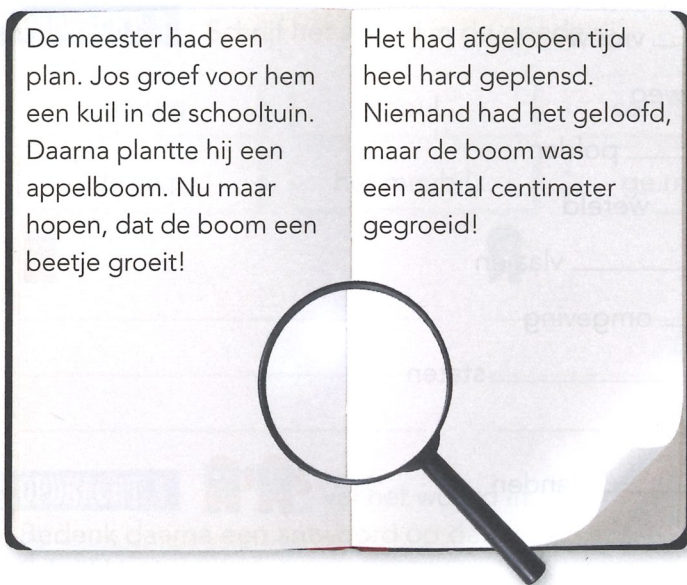 De meester had een
plan. Jos groef voor hem
een kuil in de schooltuin.
Daarna plantte hij een
appelboom. Nu maar
hopen, dat de boom een
beetje groeit!
Het had afgelopen tijd
heel hard geplensd.
Niemand had het geloofd,
maar de boom was
een aantal centimeter
gegroeid!